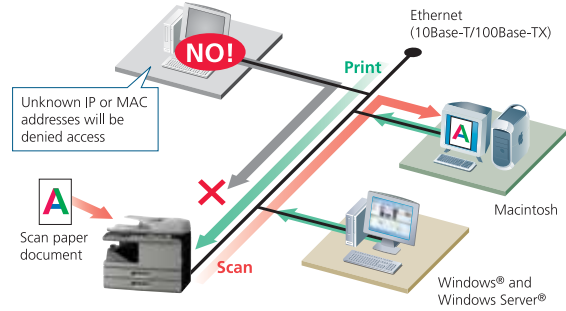 Ethernet
(10Base-T/100Base-TX)
NO!
Print
Unknown IP or MAC
addresses will be
denied access
A
A
Macintosh
Scan paper
document
Scan
Windows® and
Windows Server®